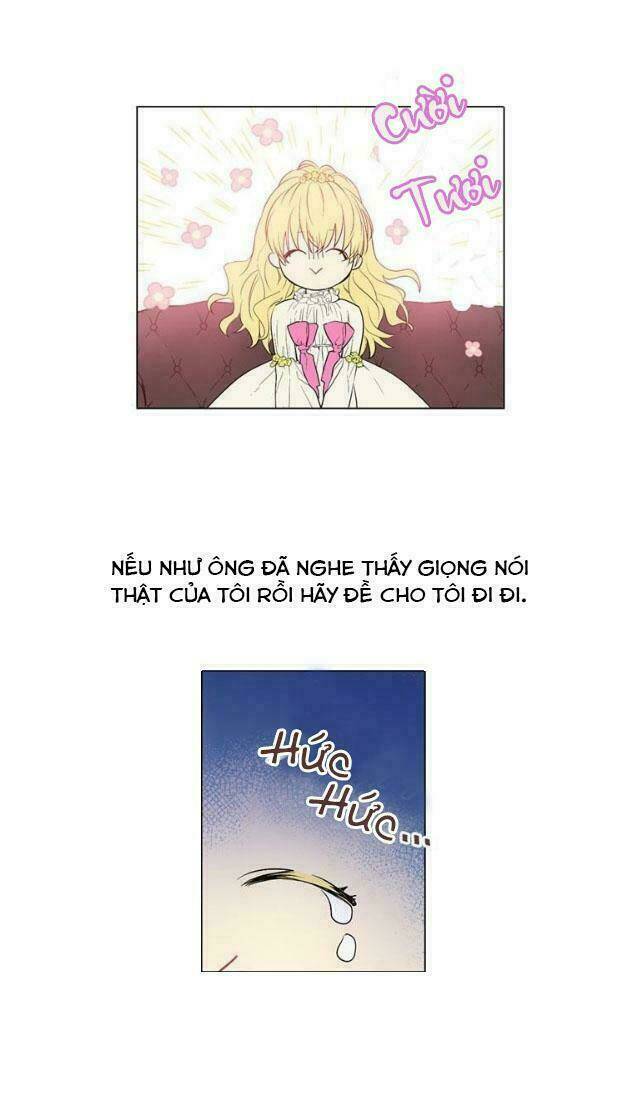 Cười
Tươi
NẾU NHƯ ÔNG ĐÃ NGHE THẤY GIỌNG NÓI
THẬT CỦA TÔI RỒI HÃY ĐỀ CHO TÔI ĐI ĐI.
Hức
Hức...